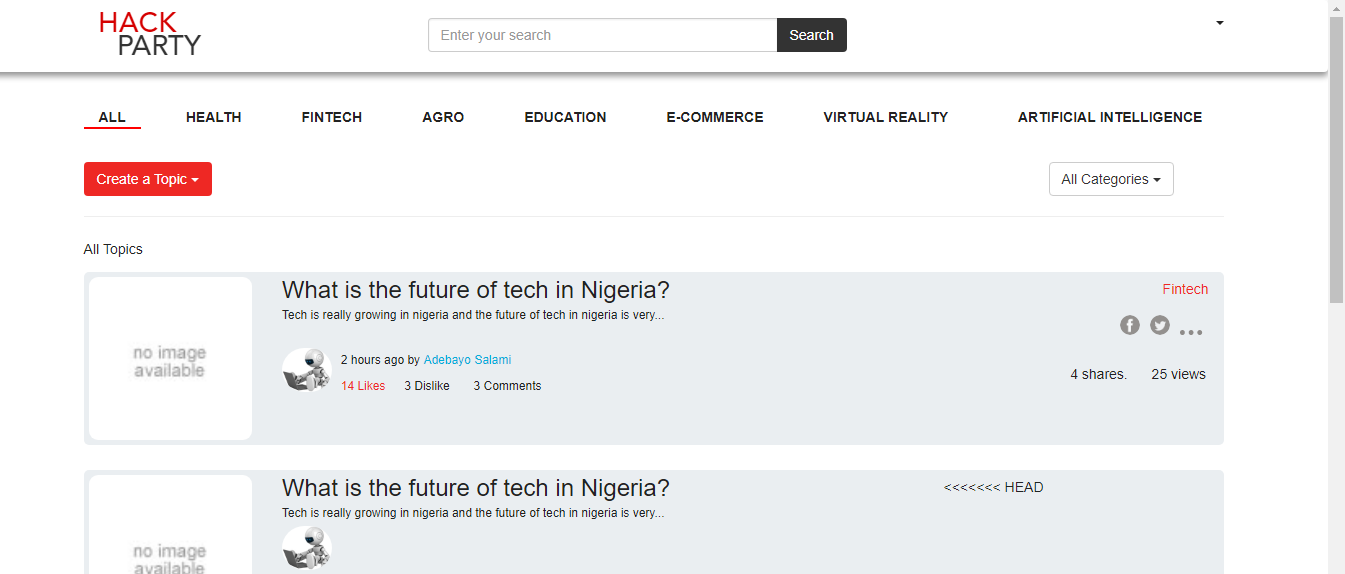 HACK
PARTY
Enter your search
Search
ALL HEALTH FINTECH AGRO EDUCATION E-COMMERCE VIRTUAL REALITY ARTIFICIAL INTELLIGENCE
Create a Topic
All Categories
All Topics
no image
available
What is the future of tech in Nigeria?
Tech is really growing in nigeria and the future of tech in nigeria is very...
2 hours ago by Adebayo Salami
14 Likes 3 Dislike 3 Comments
Fintech
4 shares. 25 views
no image
available
What is the future of tech in Nigeria?
Tech is really growing in nigeria and the future of tech in nigeria is very...
<<<<<<< HEAD